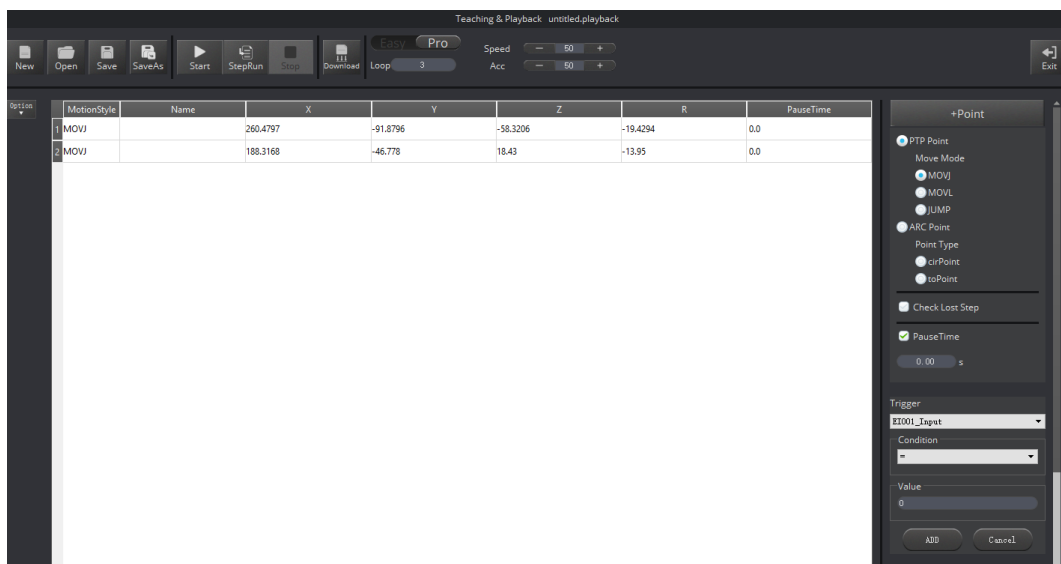 Teaching & Playback untitled.playback
Easy Pro
Speed — 50 +
New Open Save SaveAs Start StepRun Stop Download Loop 3 Acc — 50 + Exit
Option
MotionStyle Name X Y Z R PauseTime
1 MOVJ 260.4797 -91.8796 -58.3206 -19.4294 0.0
2 MOVJ 188.3168 -46.778 18.43 -13.95 0.0
+Point
PTP Point
Move Mode
MOVJ
MOVL
JUMP
ARC Point
Point Type
cirPoint
toPoint
Check Lost Step
PauseTime
0.00 s
Trigger
EIO01_Input
Condition
=
Value
0
ADD Cancel